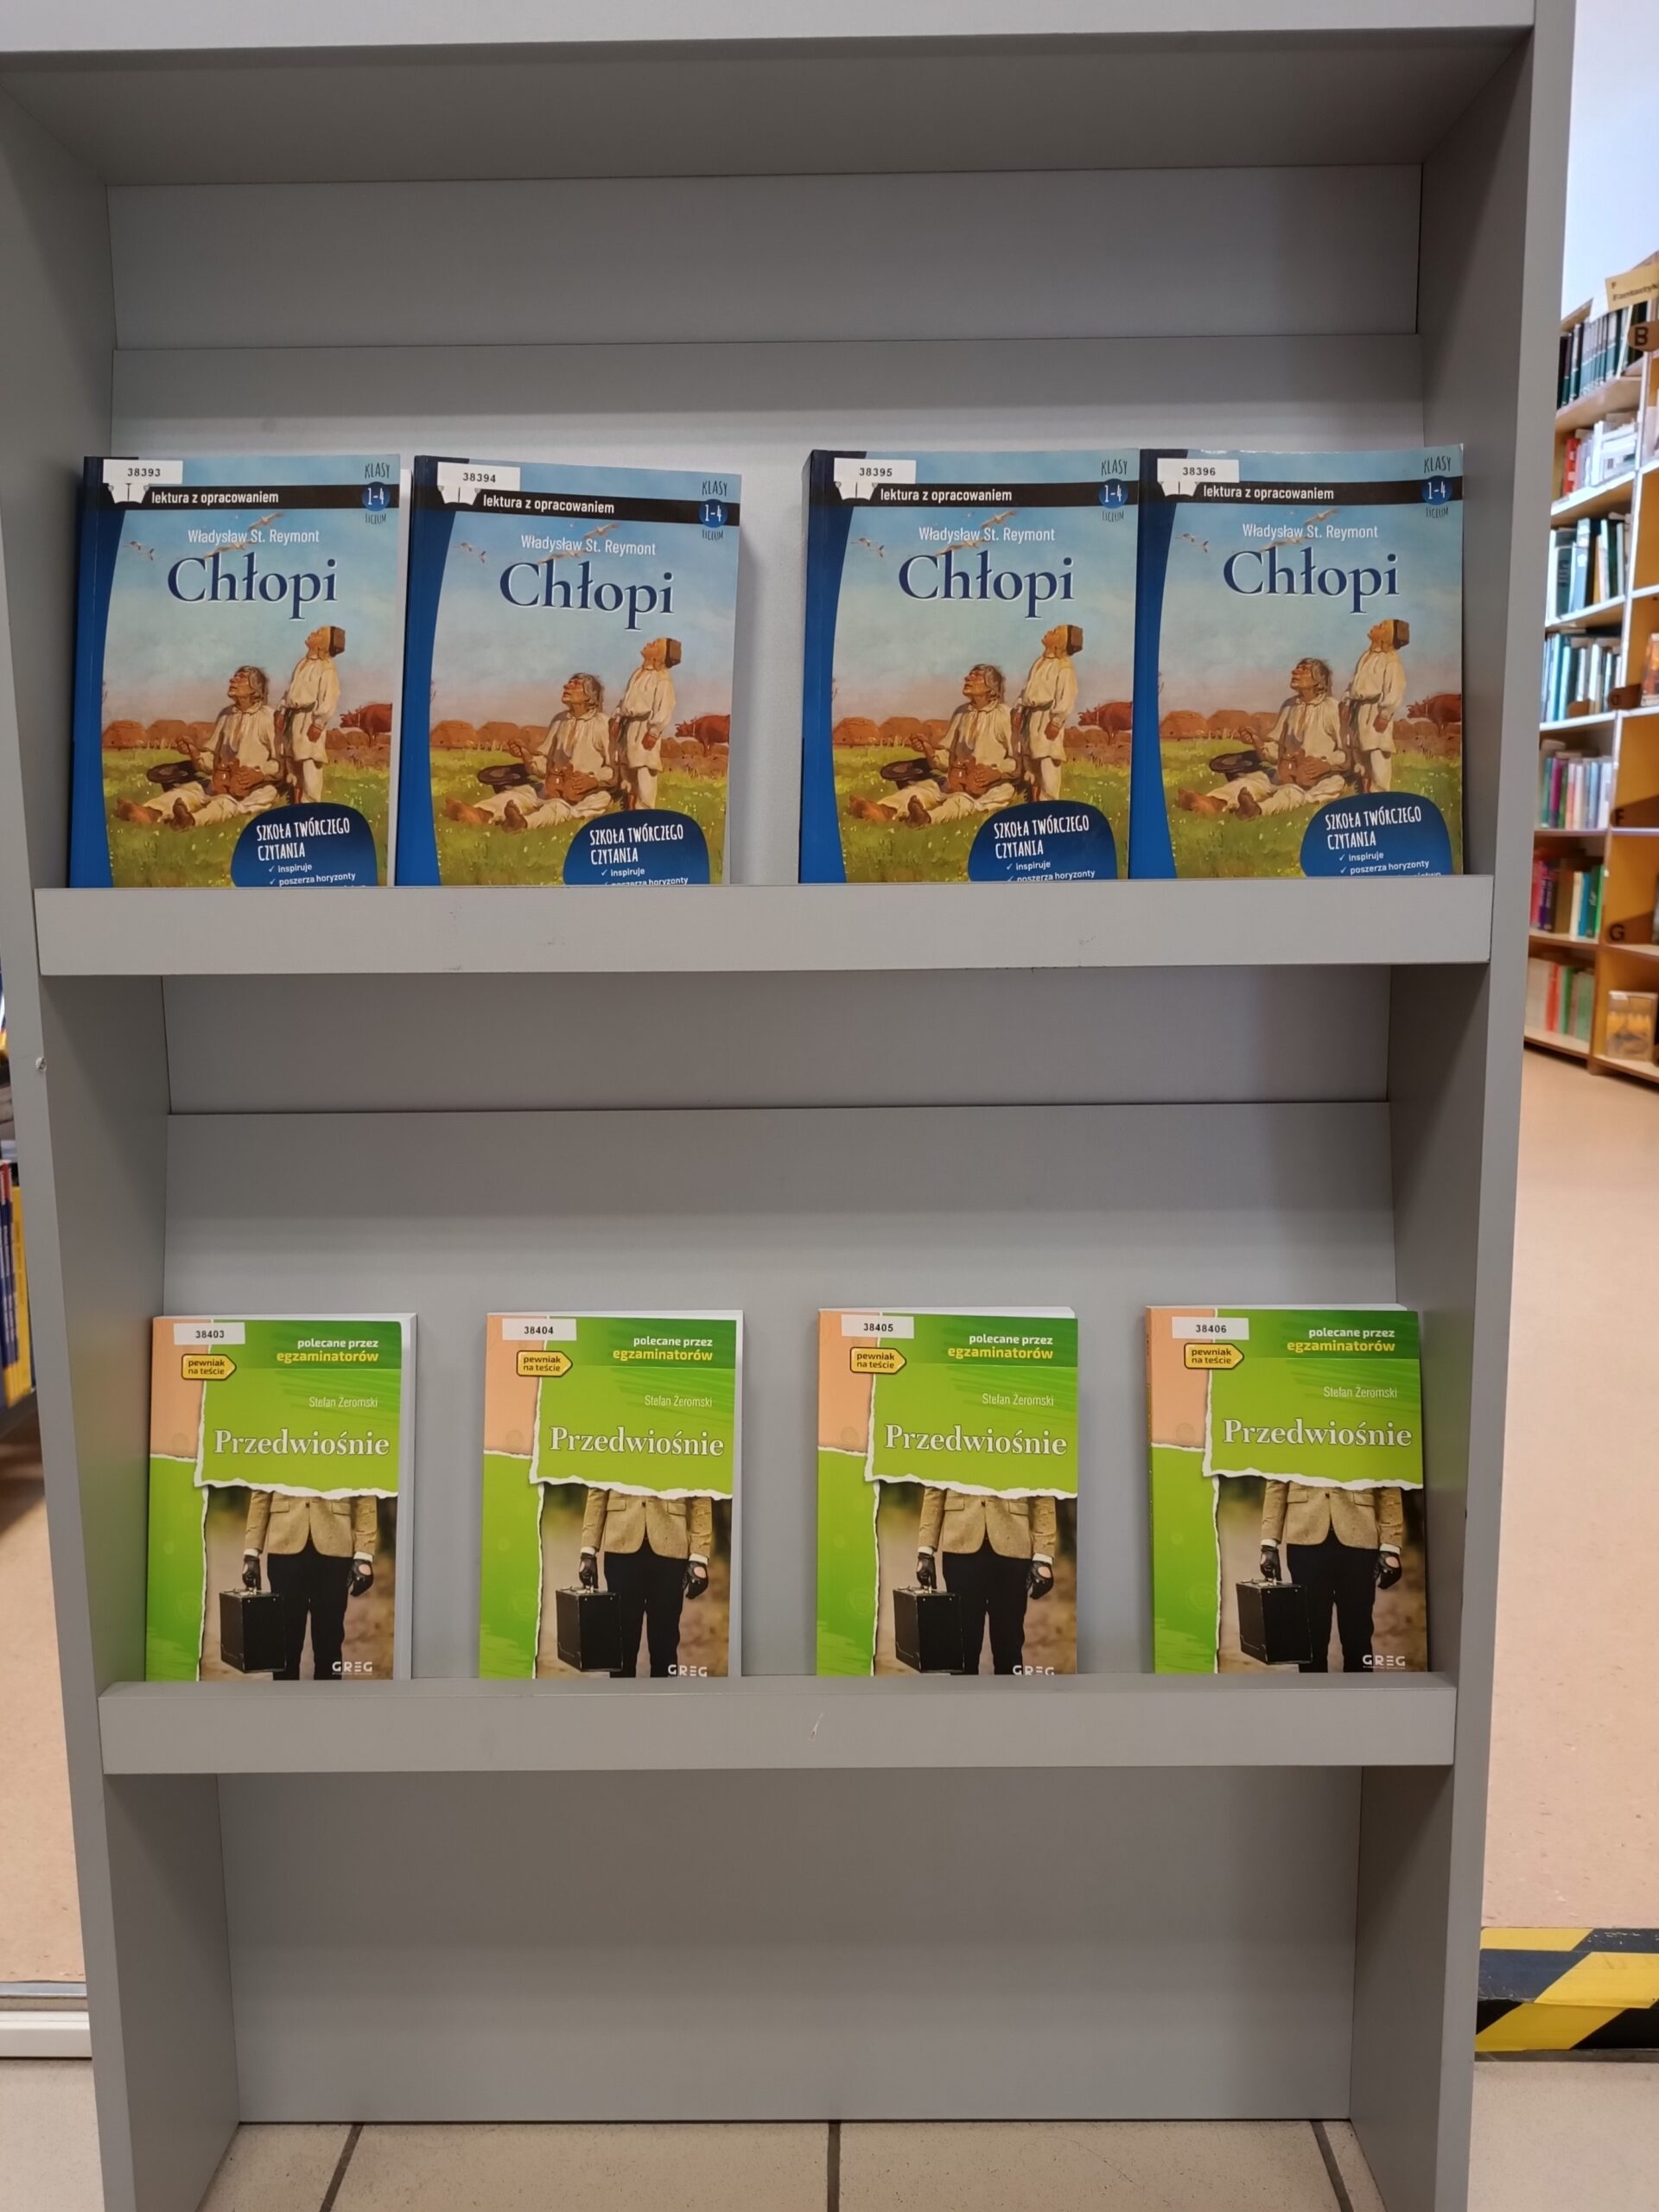 38393
KLASY
lektura z opracowaniem
1-4
LICEUM
Władysław St. Reymont
Chłopi
SZKOŁA TWÓRCZEGO
CZYTANIA
✓ inspiruje
✓ poszerza horyzonty
38394
KLASY
lektura z opracowaniem
1-4
LICEUM
Władysław St. Reymont
Chłopi
SZKOŁA TWÓRCZEGO
CZYTANIA
✓ inspiruje
✓ poszerza horyzonty
38395
KLASY
lektura z opracowaniem
1-4
LICEUM
Władysław St. Reymont
Chłopi
SZKOŁA TWÓRCZEGO
CZYTANIA
✓ inspiruje
✓ poszerza horyzonty
38396
KLASY
lektura z opracowaniem
1-4
LICEUM
Władysław St. Reymont
Chłopi
SZKOŁA TWÓRCZEGO
CZYTANIA
✓ inspiruje
✓ poszerza horyzonty
38403
polecane przez
egzaminatorów
pewniak
na teście
Stefan Żeromski
Przedwiośnie
GREG
38404
polecane przez
egzaminatorów
pewniak
na teście
Stefan Żeromski
Przedwiośnie
GREG
38405
polecane przez
egzaminatorów
pewniak
na teście
Stefan Żeromski
Przedwiośnie
GREG
38406
polecane przez
egzaminatorów
pewniak
na teście
Stefan Żeromski
Przedwiośnie
GREG
B
F
G